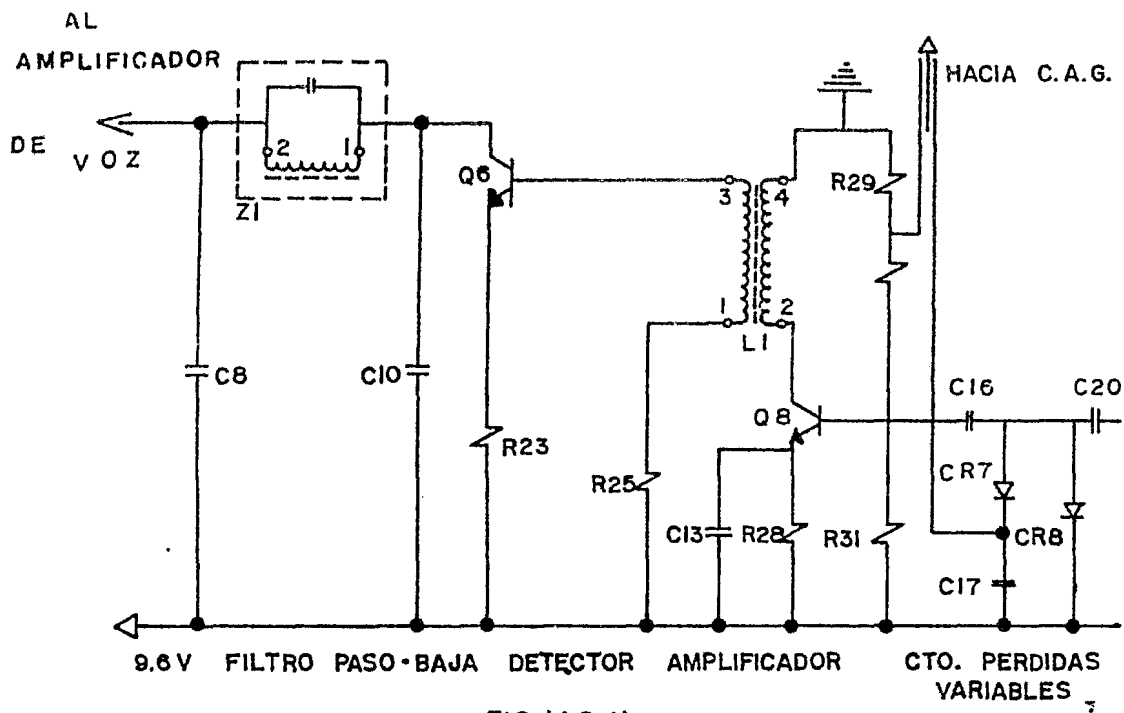 AL
AMPLIFICADOR
DE VOZ
HACIA C.A.G.
2
1
Z1
Q6
3
4
R29
1
2
L1
C8
C10
R23
R25
Q8
C16
C20
CR7
C13
R28
R31
CR8
C17
9.6V FILTRO PASO-BAJA DETECTOR AMPLIFICADOR CTO. PERDIDAS
VARIABLES